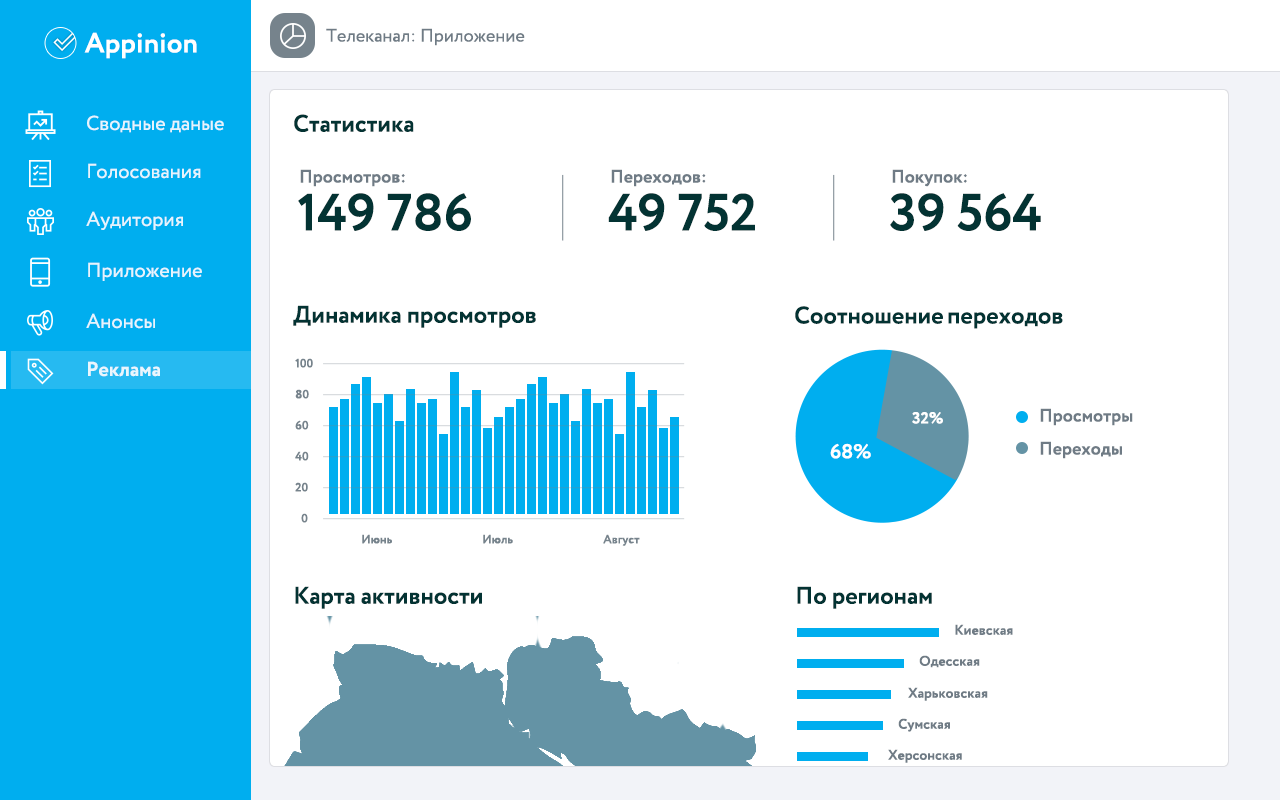 Appinion
Телеканал: Приложение
Сводные даные
Голосования
Аудитория
Приложение
Анонсы
Реклама
Статистика
Просмотров:
149 786
Переходов:
49 752
Покупок:
39 564
Динамика просмотров
100
80
60
40
20
0
Июнь Июль Август
Соотношение переходов
32%
68%
Просмотры
Переходы
Карта активности
По регионам
Киевская
Одесская
Харьковская
Сумская
Херсонская